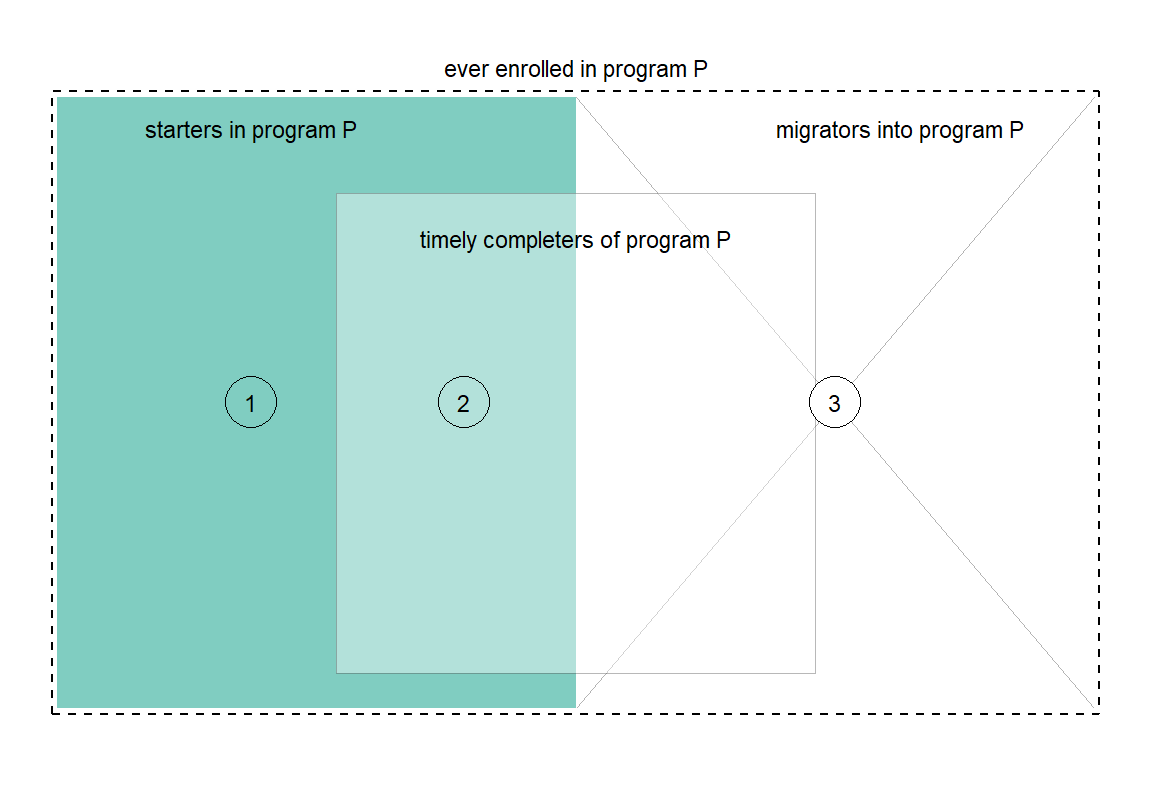 ever enrolled in program P
starters in program P
migrators into program P
timely completers of program P
1
2
3